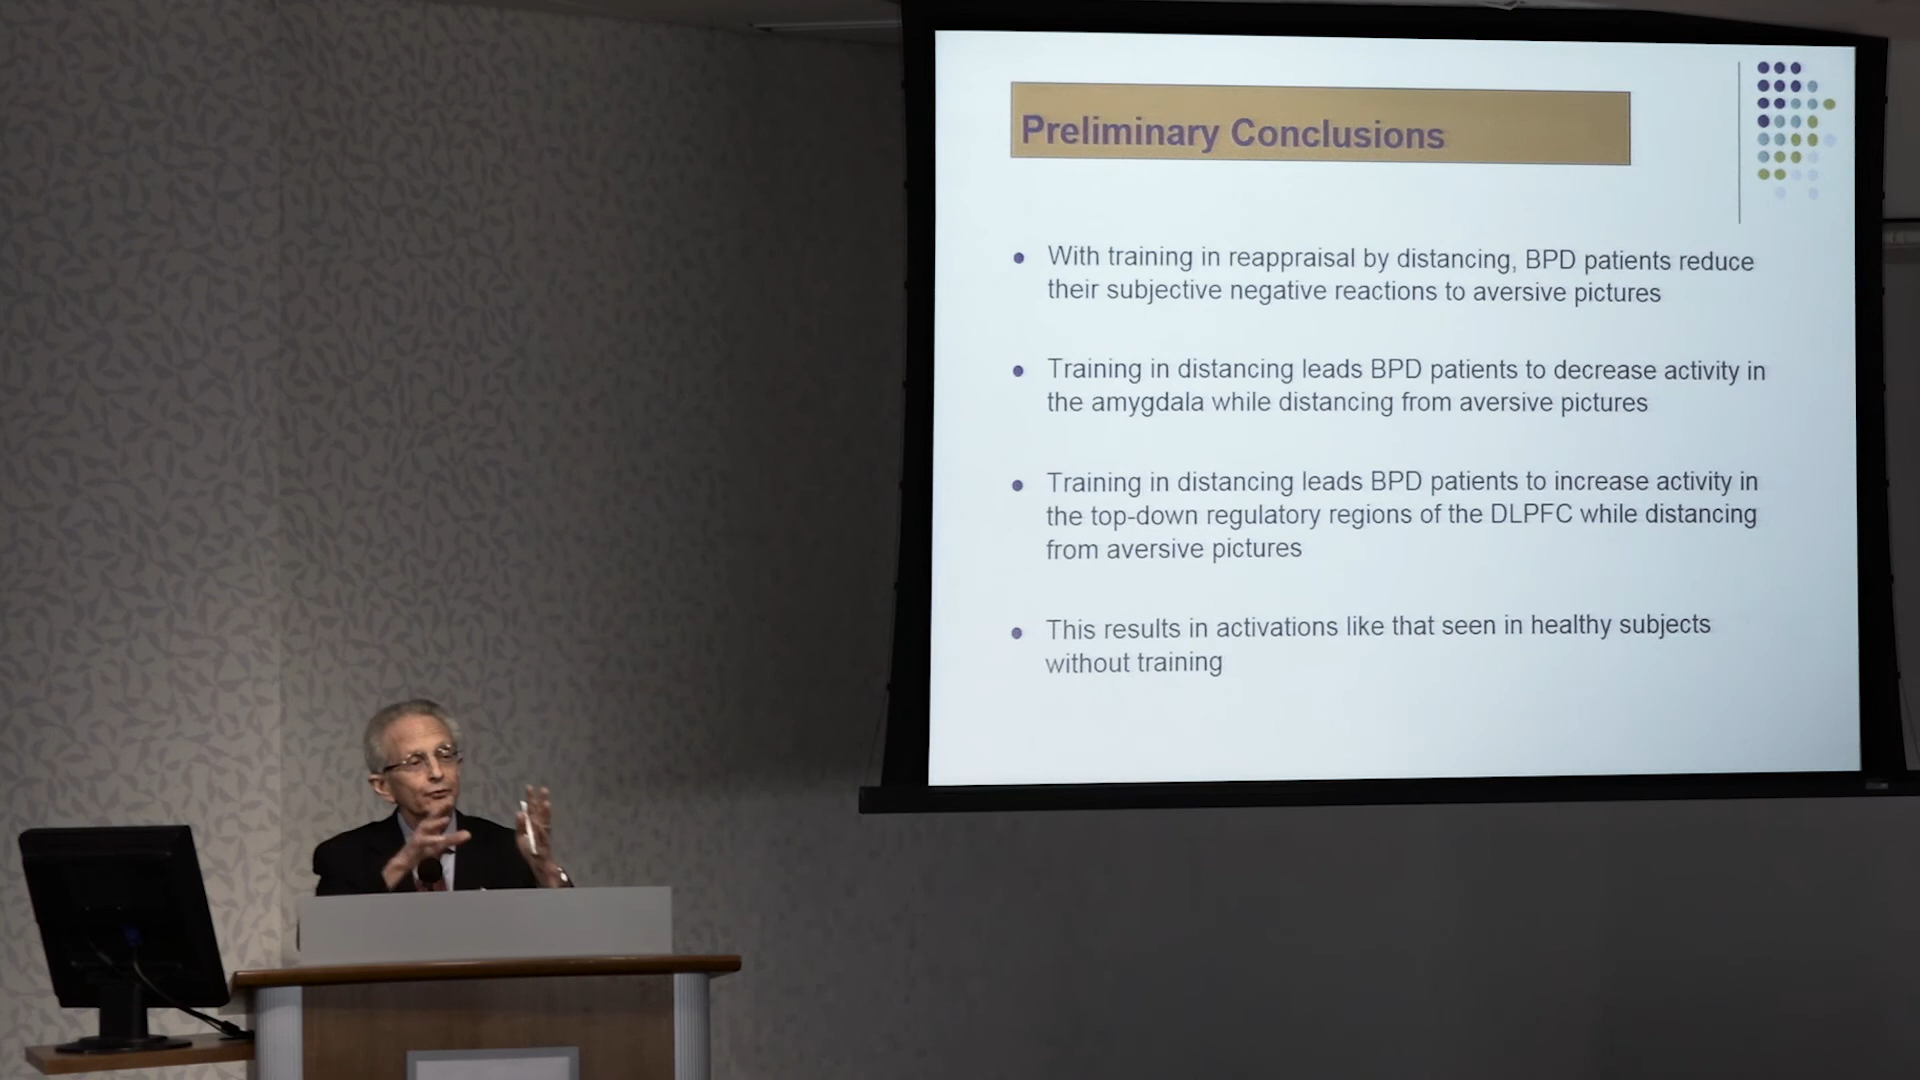 Preliminary Conclusions
With training in reappraisal by distancing, BPD patients reduce
their subjective negative reactions to aversive pictures
Training in distancing leads BPD patients to decrease activity in
the amygdala while distancing from aversive pictures
Training in distancing leads BPD patients to increase activity in
the top-down regulatory regions of the DLPFC while distancing
from aversive pictures
This results in activations like that seen in healthy subjects
without training